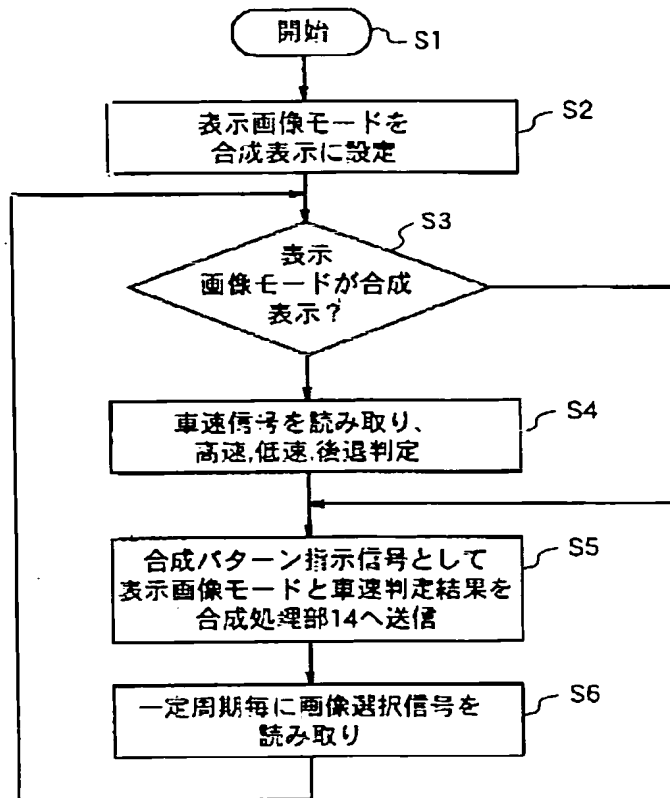 開始
S1
表示画像モードを
合成表示に設定
S2
S3
表示
画像モードが合成
表示?
車速信号を読み取り、
高速,低速,後退判定
S4
合成パターン指示信号として
表示画像モードと車速判定結果を
合成処理部14へ送信
S5
一定周期毎に画像選択信号を
読み取り
S6